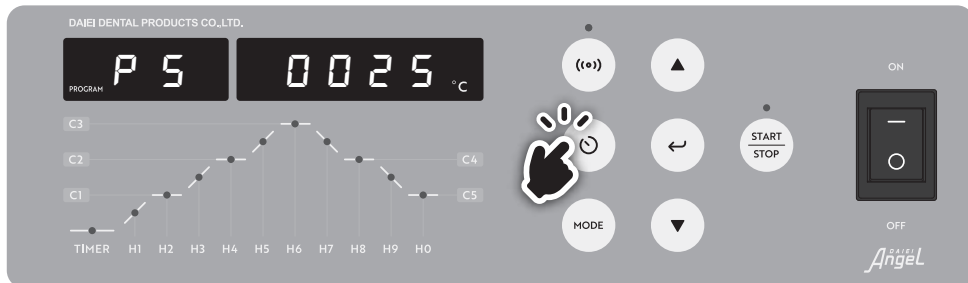 DAIEI DENTAL PRODUCTS CO.,LTD.
PROGRAM P 5
0025 °C
C3
C2
C1
C4
C5
TIMER H1 H2 H3 H4 H5 H6 H7 H8 H9 H0
MODE
START
STOP
ON
OFF
DAIEI
Angel